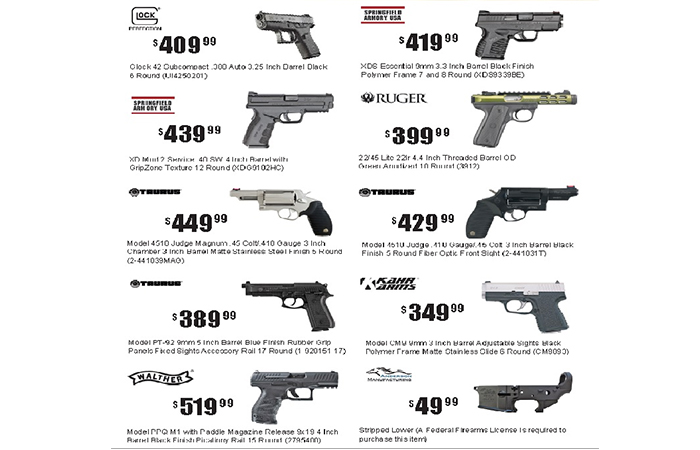 GLOCK
PERFECTION
$409.99
Glock 42 Subcompact .380 Auto 3.25 Inch Barrel Black
6 Round (UI4250201)
SPRINGFIELD
ARMORY USA
$419.99
XDS Essential 9mm 3.3 Inch Barrel Black Finish
Polymer Frame 7 and 8 Round (XDS9339BE)
SPRINGFIELD
ARMORY USA
$439.99
XD Mod 2 Service .40 SW 4 Inch Barrel with
GripZone Texture 12 Round (XDG9102HC)
RUGER
$399.99
22/45 Lite 22lr 4.4 Inch Threaded Barrel OD
Green Anodized 10 Round (3912)
TAURUS
$449.99
Model 4510 Judge Magnum .45 Colt/.410 Gauge 3 Inch
Chamber 3 Inch Barrel Matte Stainless Steel Finish 5 Round
(2-441039MAG)
TAURUS
$429.99
Model 4510 Judge .410 Gauge/.45 Colt 3 Inch Barrel Black
Finish 5 Round Fiber Optic Front Sight (2-441031T)
TAURUS
$389.99
Model PT-92 9mm 5 Inch Barrel Blue Finish Rubber Grip
Panels Fixed Sights Accessory Rail 17 Round (1-920151-17)
KAHR
ARMS
$349.99
Model CM9 9mm 3 Inch Barrel Adjustable Sights Black
Polymer Frame Matte Stainless Slide 6 Round (CM9093)
WALTHER
$519.99
Model PPQ M1 with Paddle Magazine Release 9x19 4 Inch
Barrel Black Finish Picatinny Rail 15 Round (2795400)
ANDERSON
MANUFACTURING
$49.99
Stripped Lower (A Federal Firearms License is required to
purchase this item)